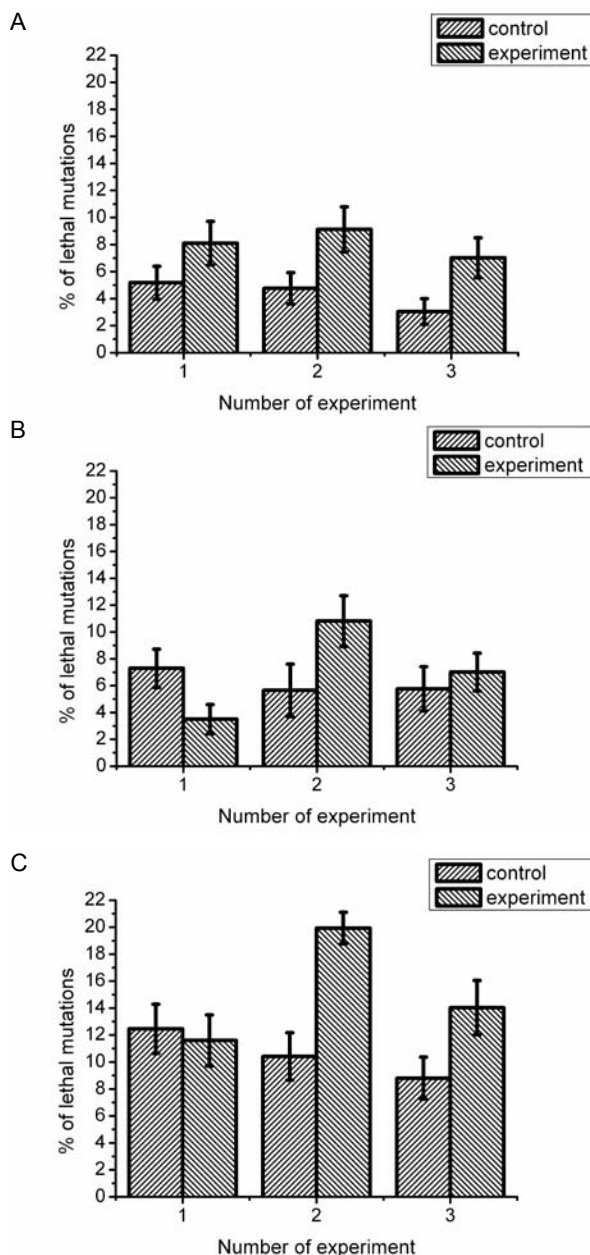 A
control
experiment
22
20
18
16
14
12
10
8
6
4
2
0
% of lethal mutations
1 2 3
Number of experiment
B
control
experiment
22
20
18
16
14
12
10
8
6
4
2
0
% of lethal mutations
1 2 3
Number of experiment
C
control
experiment
22
20
18
16
14
12
10
8
6
4
2
0
% of lethal mutations
1 2 3
Number of experiment